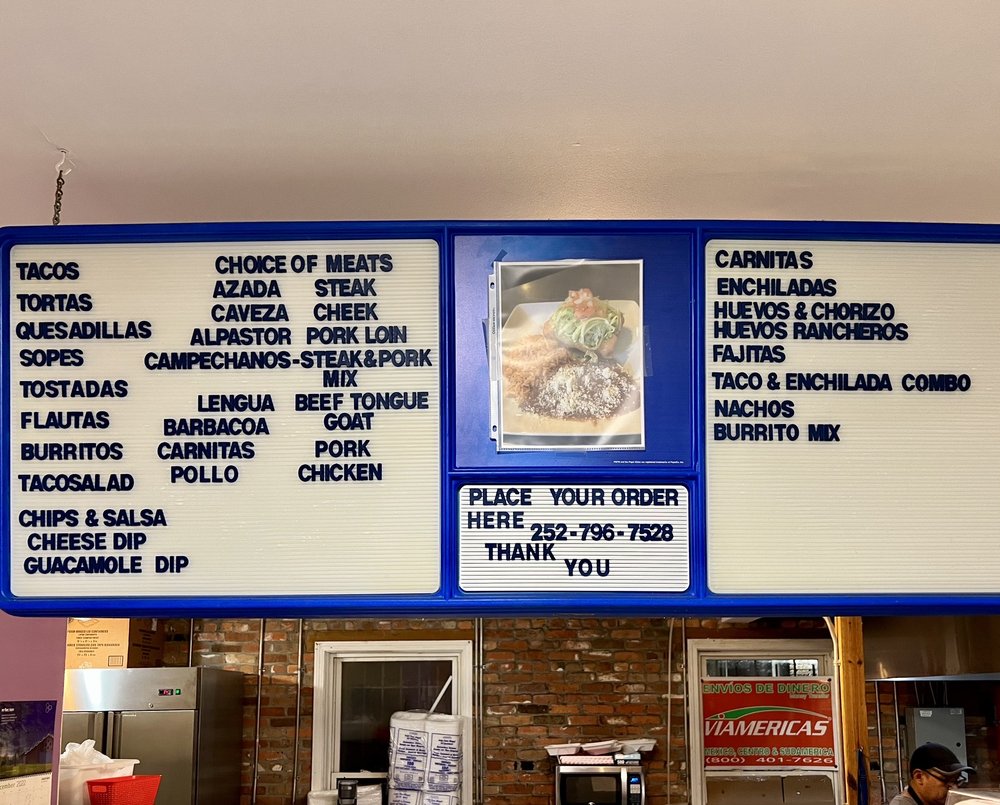 TACOS
TORTAS
QUESADILLAS
SOPES
TOSTADAS
FLAUTAS
BURRITOS
TACOSALAD
CHIPS & SALSA
CHEESE DIP
GUACAMOLE DIP
CHOICE OF MEATS
AZADA STEAK
CAVEZA CHEEK
ALPASTOR PORK LOIN
CAMPECHANOS-STEAK&PORK
MIX
LENGUA BEEF TONGUE
BARBACOA GOAT
CARNITAS PORK
POLLO CHICKEN
PLACE YOUR ORDER
HERE 252-796-7528
THANK
YOU
CARNITAS
ENCHILADAS
HUEVOS & CHORIZO
HUEVOS RANCHEROS
FAJITAS
TACO & ENCHILADA COMBO
NACHOS
BURRITO MIX
ENVÍOS DE DINERO
Money Transfer
VIAMERICAS
MEXICO, CENTRO & SUDAMERICA
(800) 401-7626